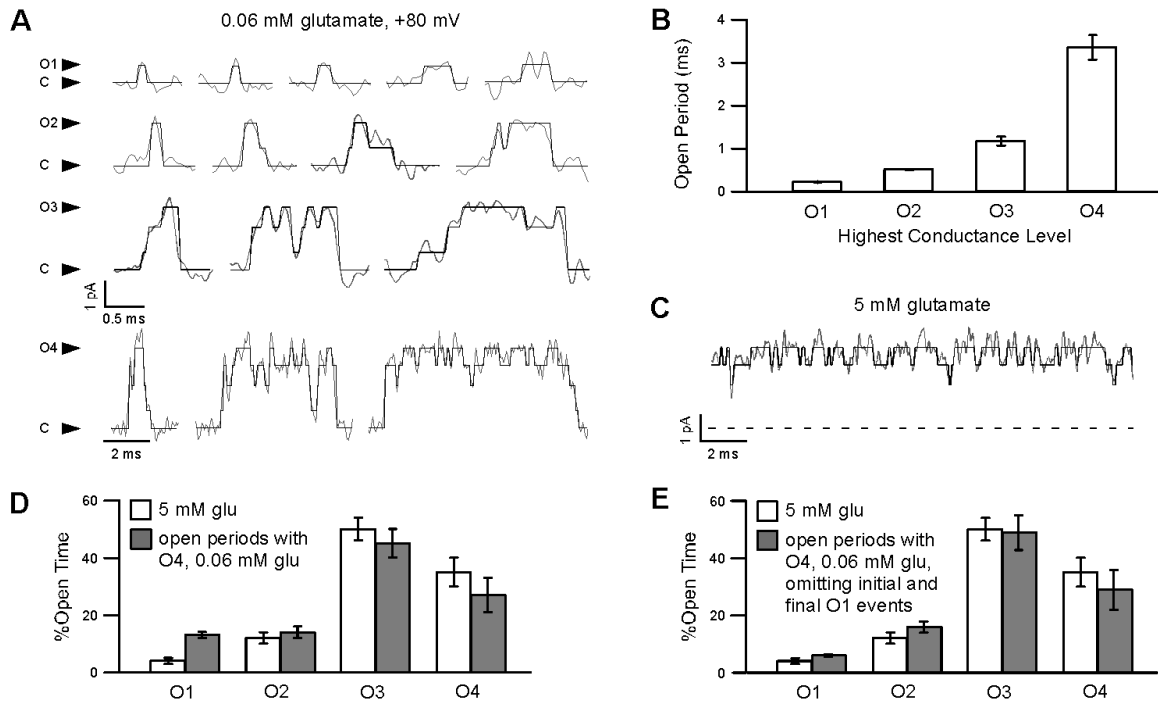 A
0.06 mM glutamate, +80 mV
O1
C
O2
C
O3
C
1 pA
0.5 ms
O4
C
2 ms
B
Open Period (ms)
4
3
2
1
0
O1 O2 O3 O4
Highest Conductance Level
C
5 mM glutamate
1 pA
2 ms
D
%Open Time
60
40
20
0
5 mM glu
open periods with
O4, 0.06 mM glu
O1 O2 O3 O4
E
%Open Time
60
40
20
0
5 mM glu
open periods with
O4, 0.06 mM glu,
omitting initial and
final O1 events
O1 O2 O3 O4